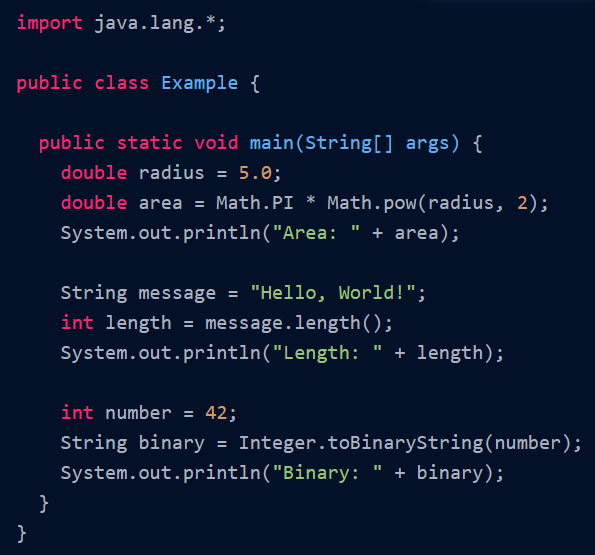 import java.lang.*;

public class Example {

  public static void main(String[] args) {
    double radius = 5.0;
    double area = Math.PI * Math.pow(radius, 2);
    System.out.println("Area: " + area);

    String message = "Hello, World!";
    int length = message.length();
    System.out.println("Length: " + length);

    int number = 42;
    String binary = Integer.toBinaryString(number);
    System.out.println("Binary: " + binary);
  }
}